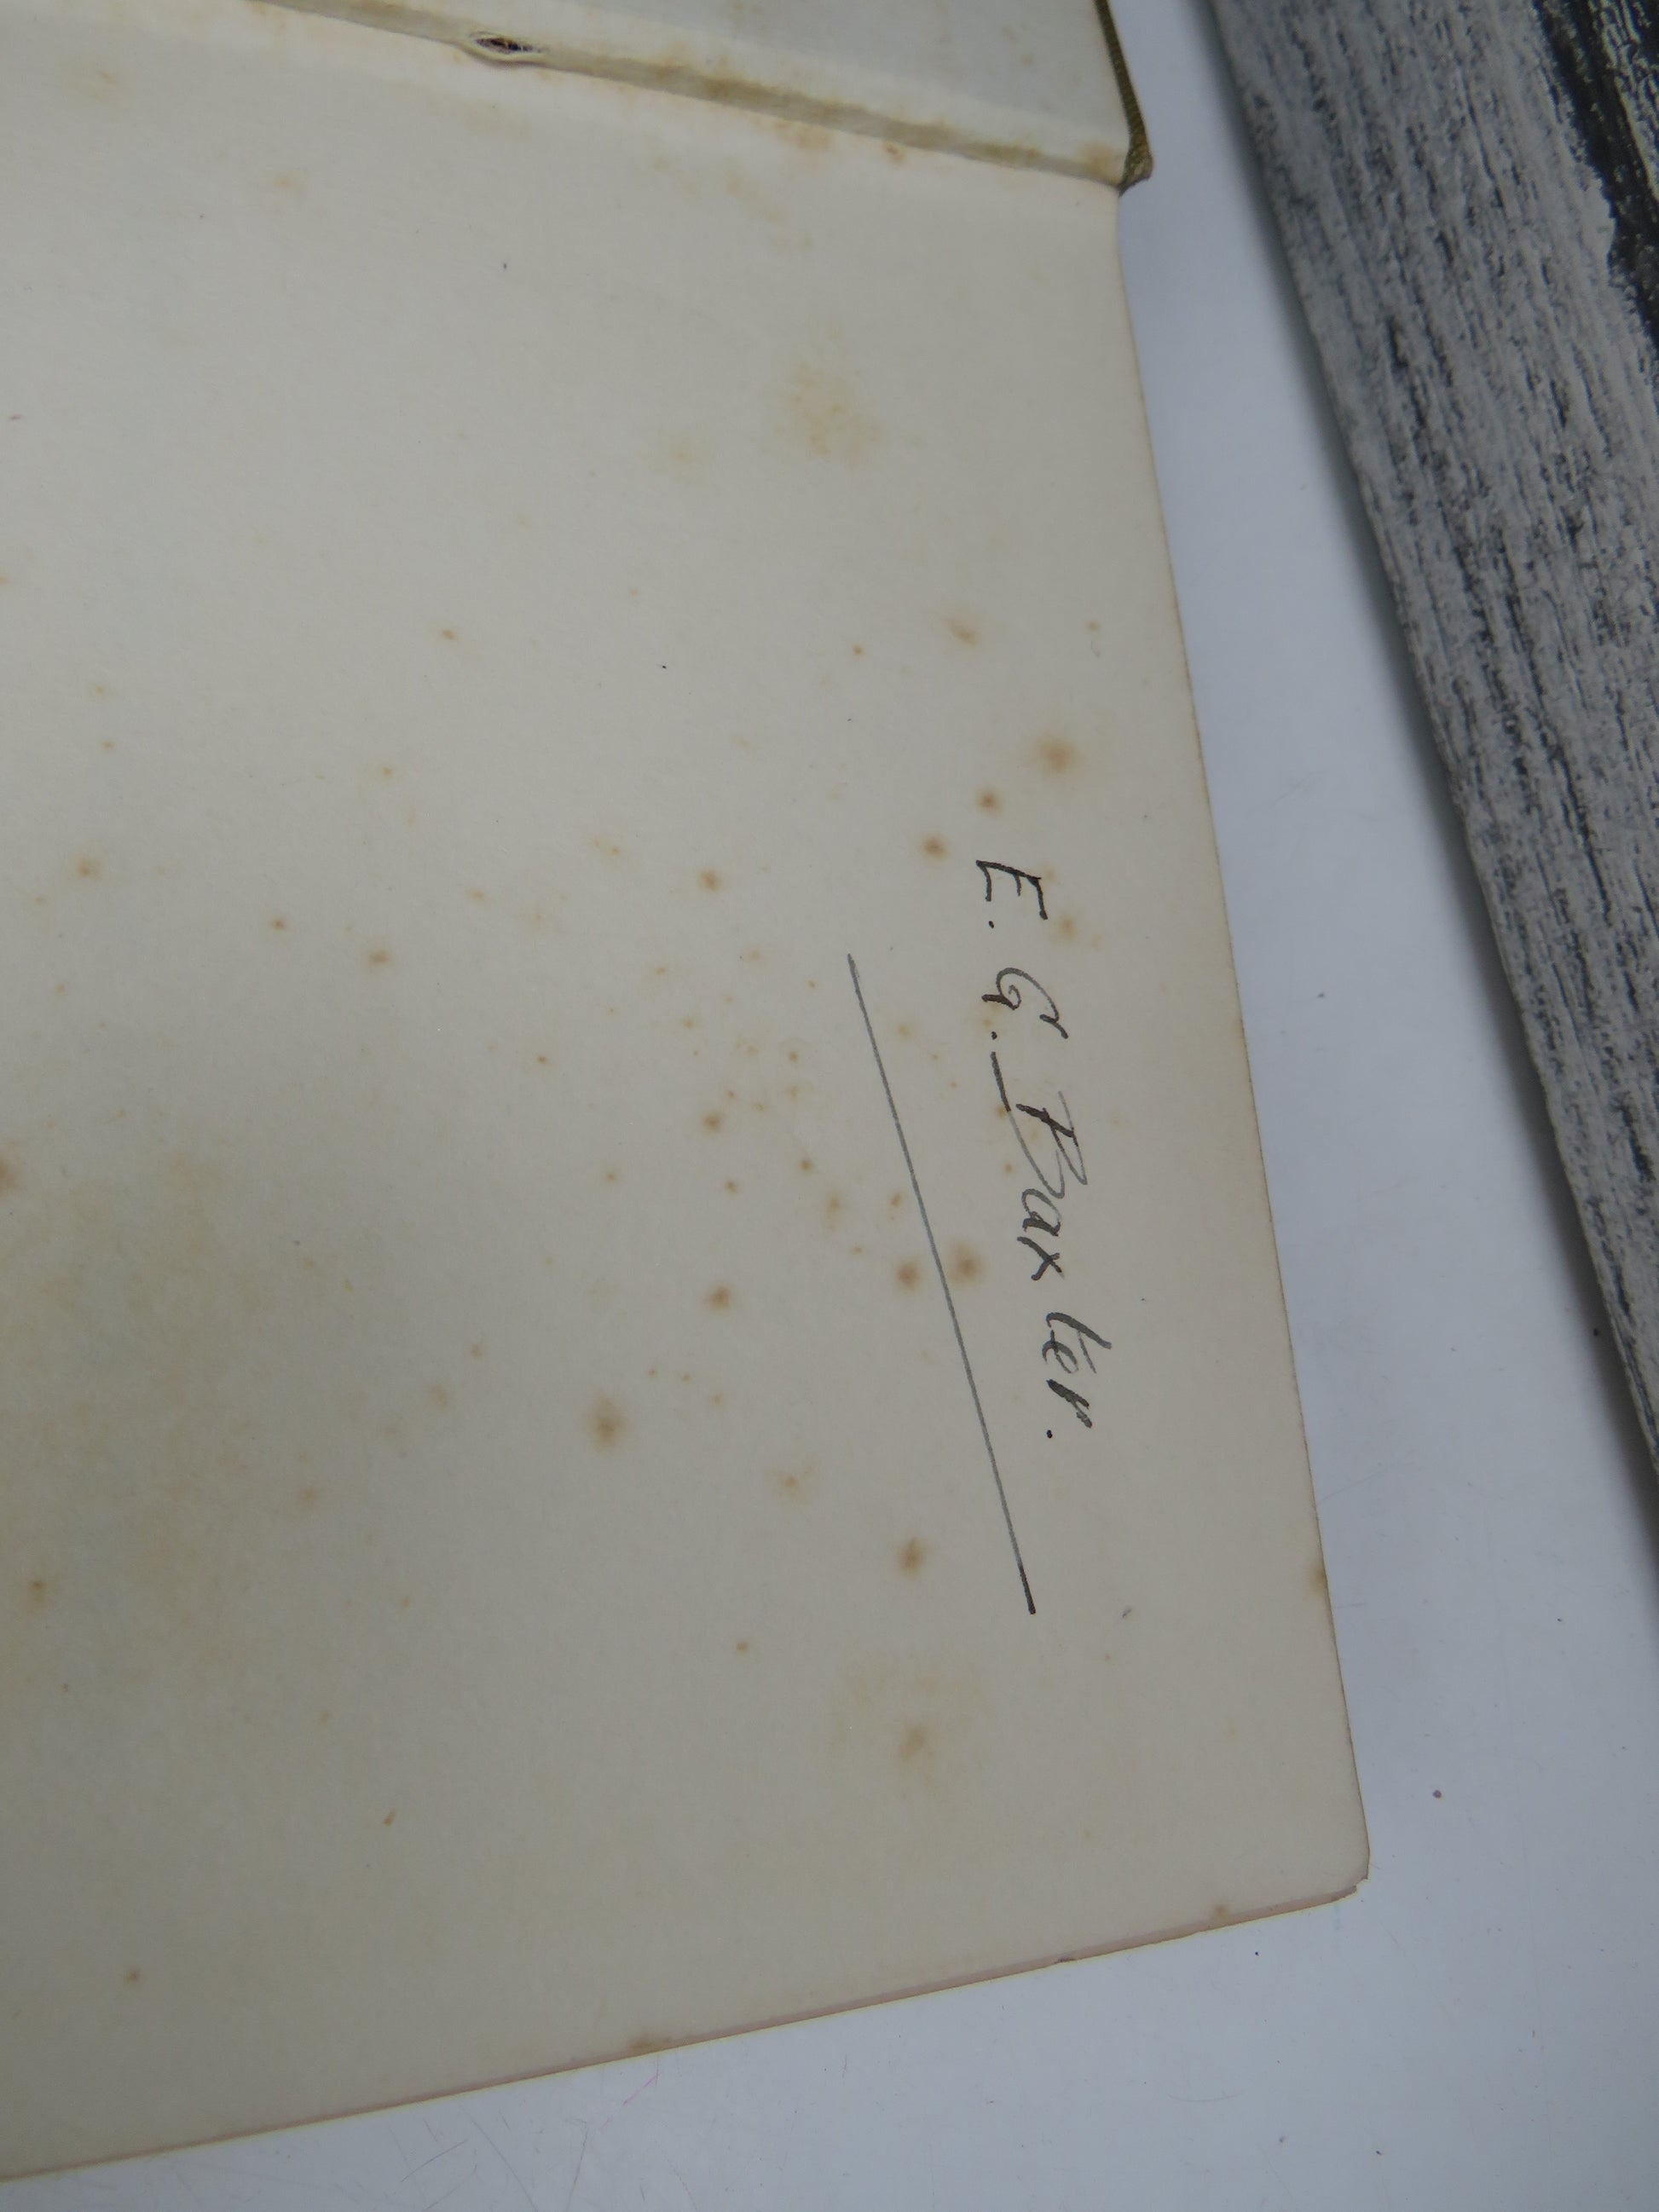 E. G. Baxter.